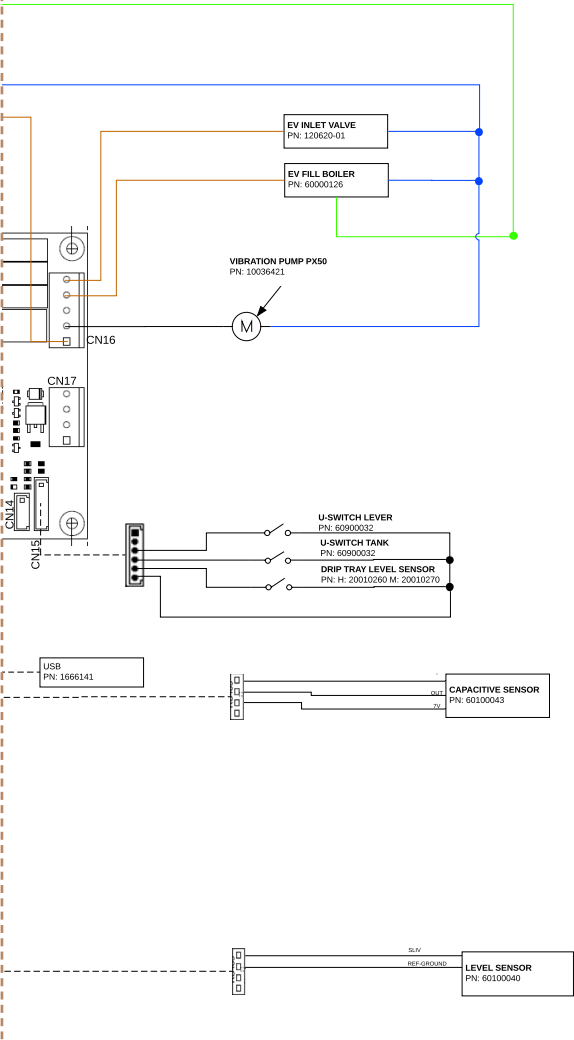 EV INLET VALVE
PN: 120620-01
EV FILL BOILER
PN: 60000126
VIBRATION PUMP PX50
PN: 10036421
M
CN16
CN17
CN14
CN15
U-SWITCH LEVER
PN: 60900032
U-SWITCH TANK
PN: 60900032
DRIP TRAY LEVEL SENSOR
PN: H: 20010260 M: 20010270
USB
PN: 1666141
-
OUT
7V
CAPACITIVE SENSOR
PN: 60100043
SLIV
REF-GROUND
LEVEL SENSOR
PN: 60100040